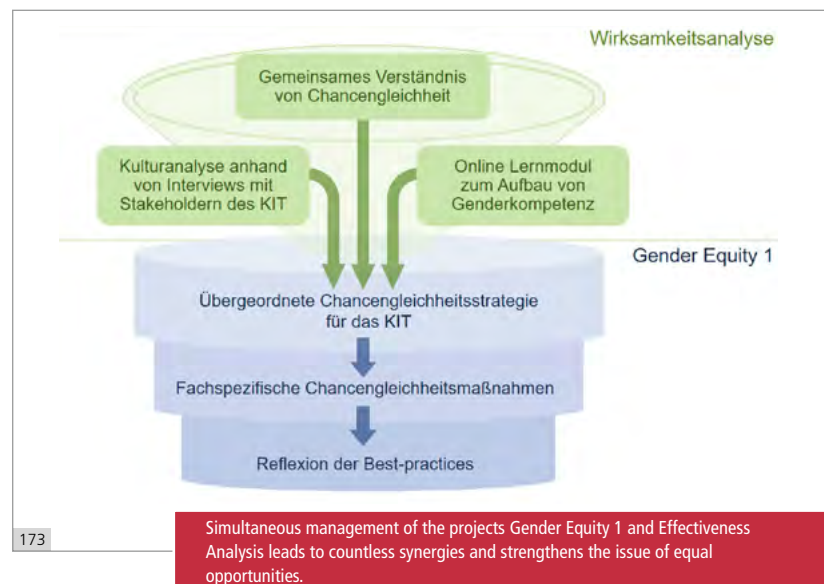 Wirksamkeitsanalyse
Gemeinsames Verständnis
von Chancengleichheit
Kulturanalyse anhand
von Interviews mit
Stakeholdern des KIT
Online Lernmodul
zum Aufbau von
Genderkompetenz
Gender Equity 1
Übergeordnete Chancengleichheitsstrategie
für das KIT
Fachspezifische Chancengleichheitsmaßnahmen
Reflexion der Best-practices
173
Simultaneous management of the projects Gender Equity 1 and Effectiveness
Analysis leads to countless synergies and strengthens the issue of equal
opportunities.